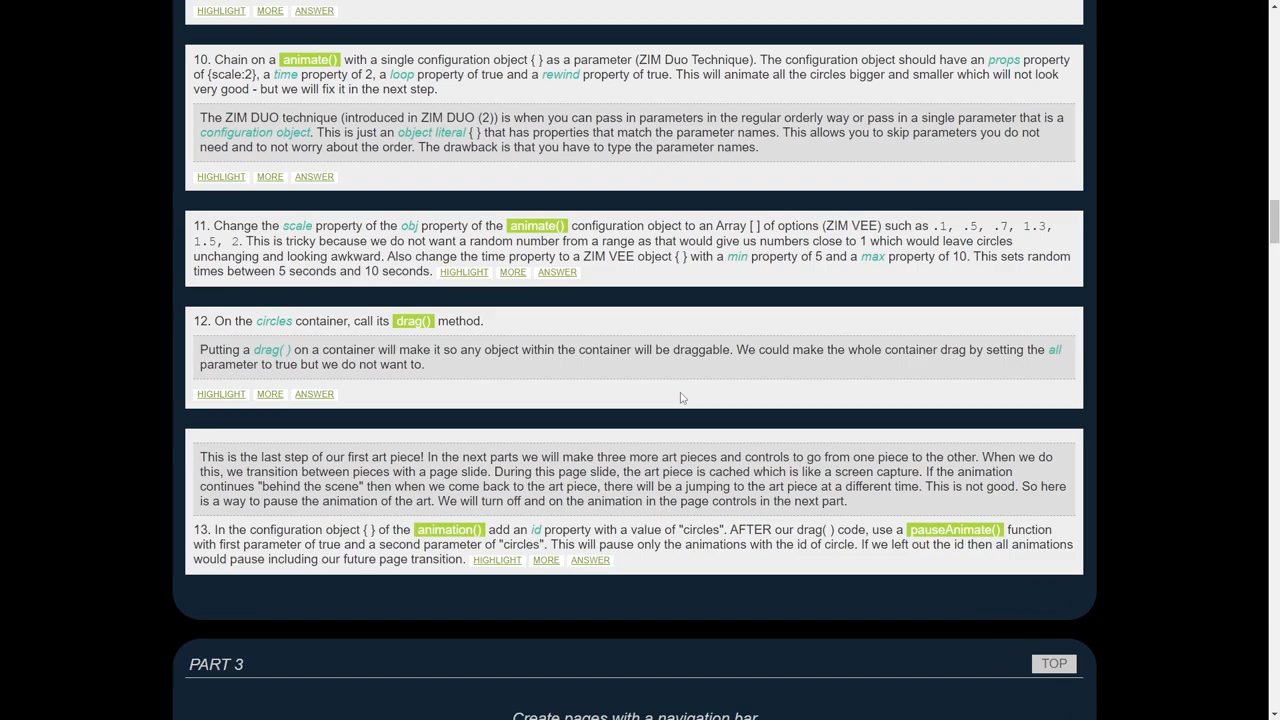 HIGHLIGHT MORE ANSWER
10. Chain on a animate() with a single configuration object { } as a parameter (ZIM Duo Technique). The configuration object should have an props property
of {scale:2}, a time property of 2, a loop property of true and a rewind property of true. This will animate all the circles bigger and smaller which will not look
very good - but we will fix it in the next step.
The ZIM DUO technique (introduced in ZIM DUO (2)) is when you can pass in parameters in the regular orderly way or pass in a single parameter that is a
configuration object. This is just an object literal { } that has properties that match the parameter names. This allows you to skip parameters you do not
need and to not worry about the order. The drawback is that you have to type the parameter names.
HIGHLIGHT MORE ANSWER
11. Change the scale property of the obj property of the animate() configuration object to an Array [ ] of options (ZIM VEE) such as .1, .5, .7, 1.3,
1.5, 2. This is tricky because we do not want a random number from a range as that would give us numbers close to 1 which would leave circles
unchanging and looking awkward. Also change the time property to a ZIM VEE object { } with a min property of 5 and a max property of 10. This sets random
times between 5 seconds and 10 seconds. HIGHLIGHT MORE ANSWER
12. On the circles container, call its drag() method.
Putting a drag( ) on a container will make it so any object within the container will be draggable. We could make the whole container drag by setting the all
parameter to true but we do not want to.
HIGHLIGHT MORE ANSWER
This is the last step of our first art piece! In the next parts we will make three more art pieces and controls to go from one piece to the other. When we do
this, we transition between pieces with a page slide. During this page slide, the art piece is cached which is like a screen capture. If the animation
continues "behind the scene" then when we come back to the art piece, there will be a jumping to the art piece at a different time. This is not good. So here
is a way to pause the animation of the art. We will turn off and on the animation in the page controls in the next part.
13. In the configuration object { } of the animation() add an id property with a value of "circles". AFTER our drag( ) code, use a pauseAnimate() function
with first parameter of true and a second parameter of "circles". This will pause only the animations with the id of circle. If we left out the id then all animations
would pause including our future page transition. HIGHLIGHT MORE ANSWER
PART 3 TOP
Create pages with a navigation bar